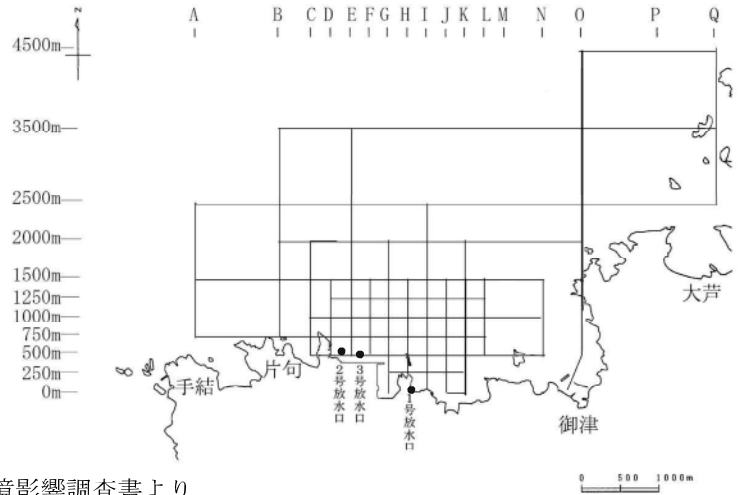 A B C D E F G H I J K L M N O P Q
z
4500m
3500m
2500m
2000m
1500m
1250m
1000m
750m
500m
250m
0m
大芦
手結
片句
2号放水口
3号放水口
1号放水口
御津
0 500 1000m
境影響調査書より